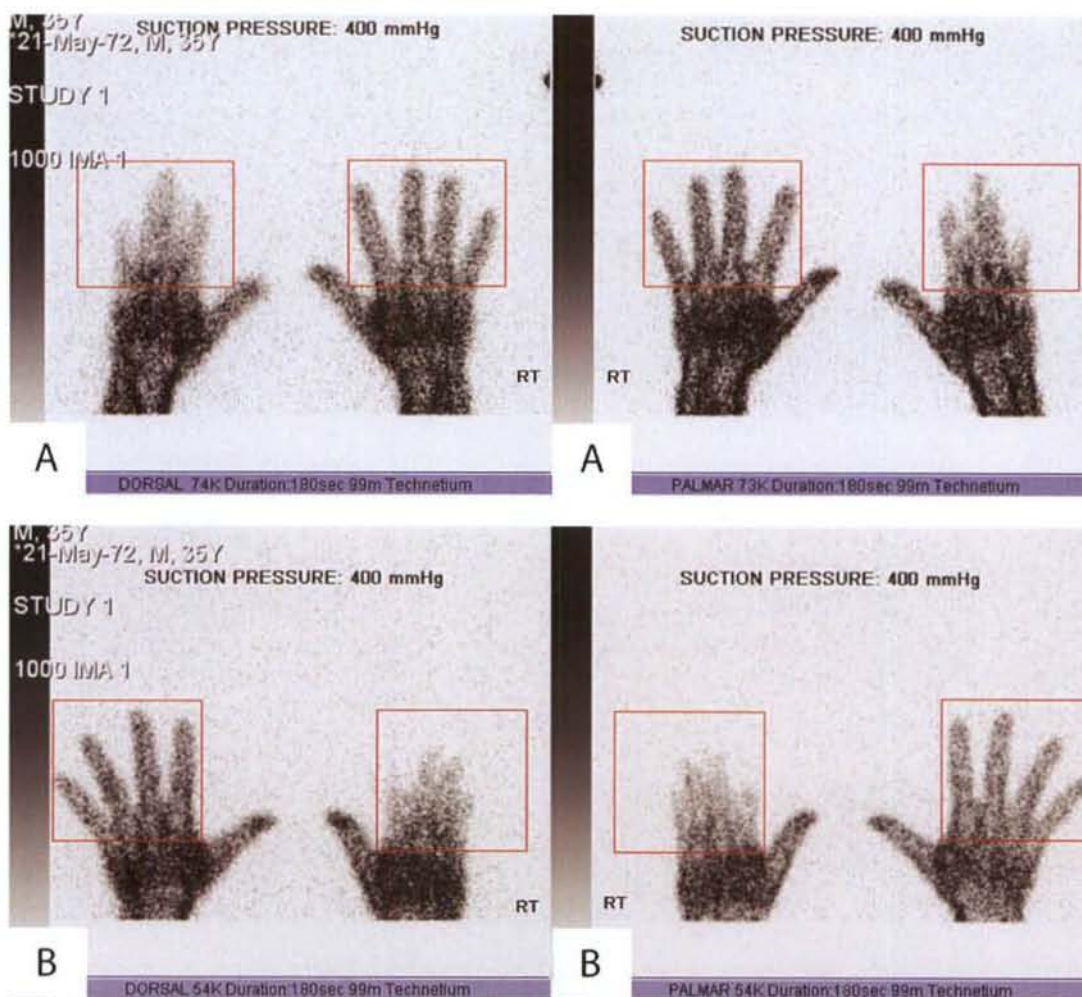 M, 35Y
SUCTION PRESSURE: 400 mmHg
*21-May-72, M, 35Y
STUDY 1
1000 IMA 1
RT
A
DORSAL 74K Duration:180sec 99m Technetium
SUCTION PRESSURE: 400 mmHg
RT
A
PALMAR 73K Duration:180sec 99m Technetium
M, 35Y
*21-May-72, M, 35Y
SUCTION PRESSURE: 400 mmHg
STUDY 1
1000 IMA 1
RT
B
DORSAL 54K Duration:180sec 99m Technetium
SUCTION PRESSURE: 400 mmHg
RT
B
PALMAR 54K Duration:180sec 99m Technetium